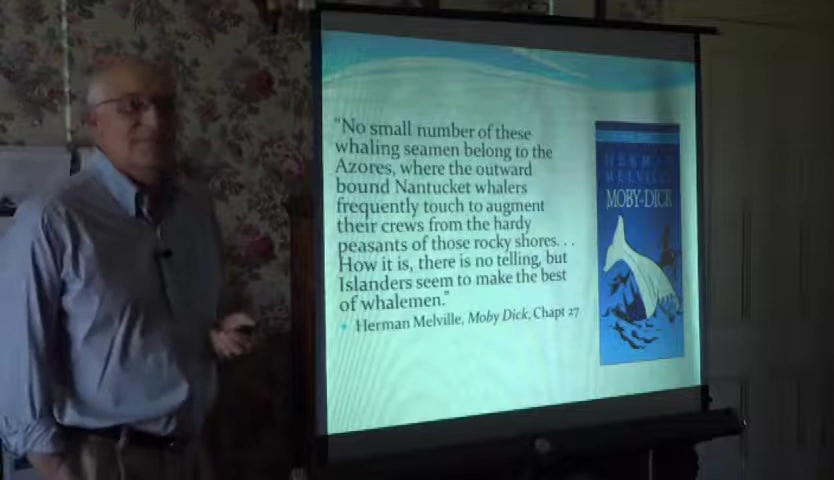 "No small number of these
whaling seamen belong to the
Azores, where the outward
bound Nantucket whalers
frequently touch to augment
their crews from the hardy
peasants of those rocky shores. . .
How it is, there is no telling, but
Islanders seem to make the best
of whalemen."
Herman Melville, Moby Dick, Chapt 27
HERMAN
MELVILLE
MOBY-DICK